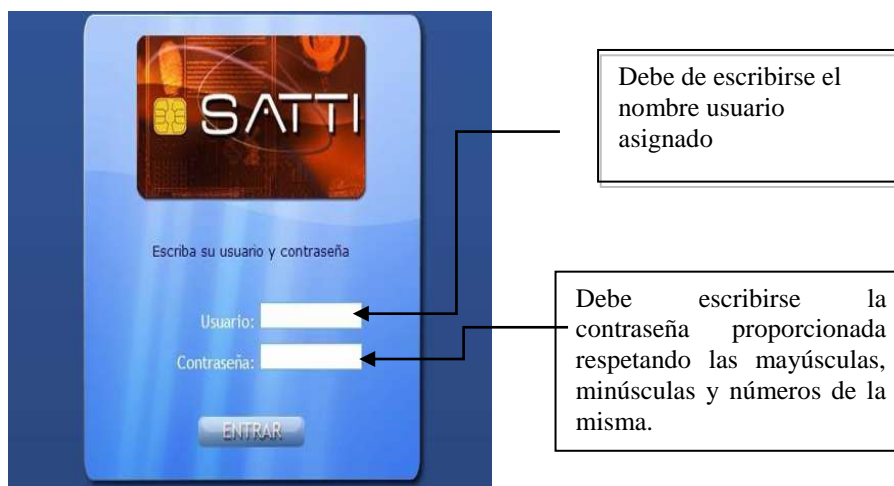 SATTI
Escriba su usuario y contraseña
Usuario:
Contraseña:
ENTRAR
Debe de escribirse el
nombre usuario
asignado
Debe escribirse la
contraseña proporcionada
respetando las mayúsculas,
minúsculas y números de la
misma.